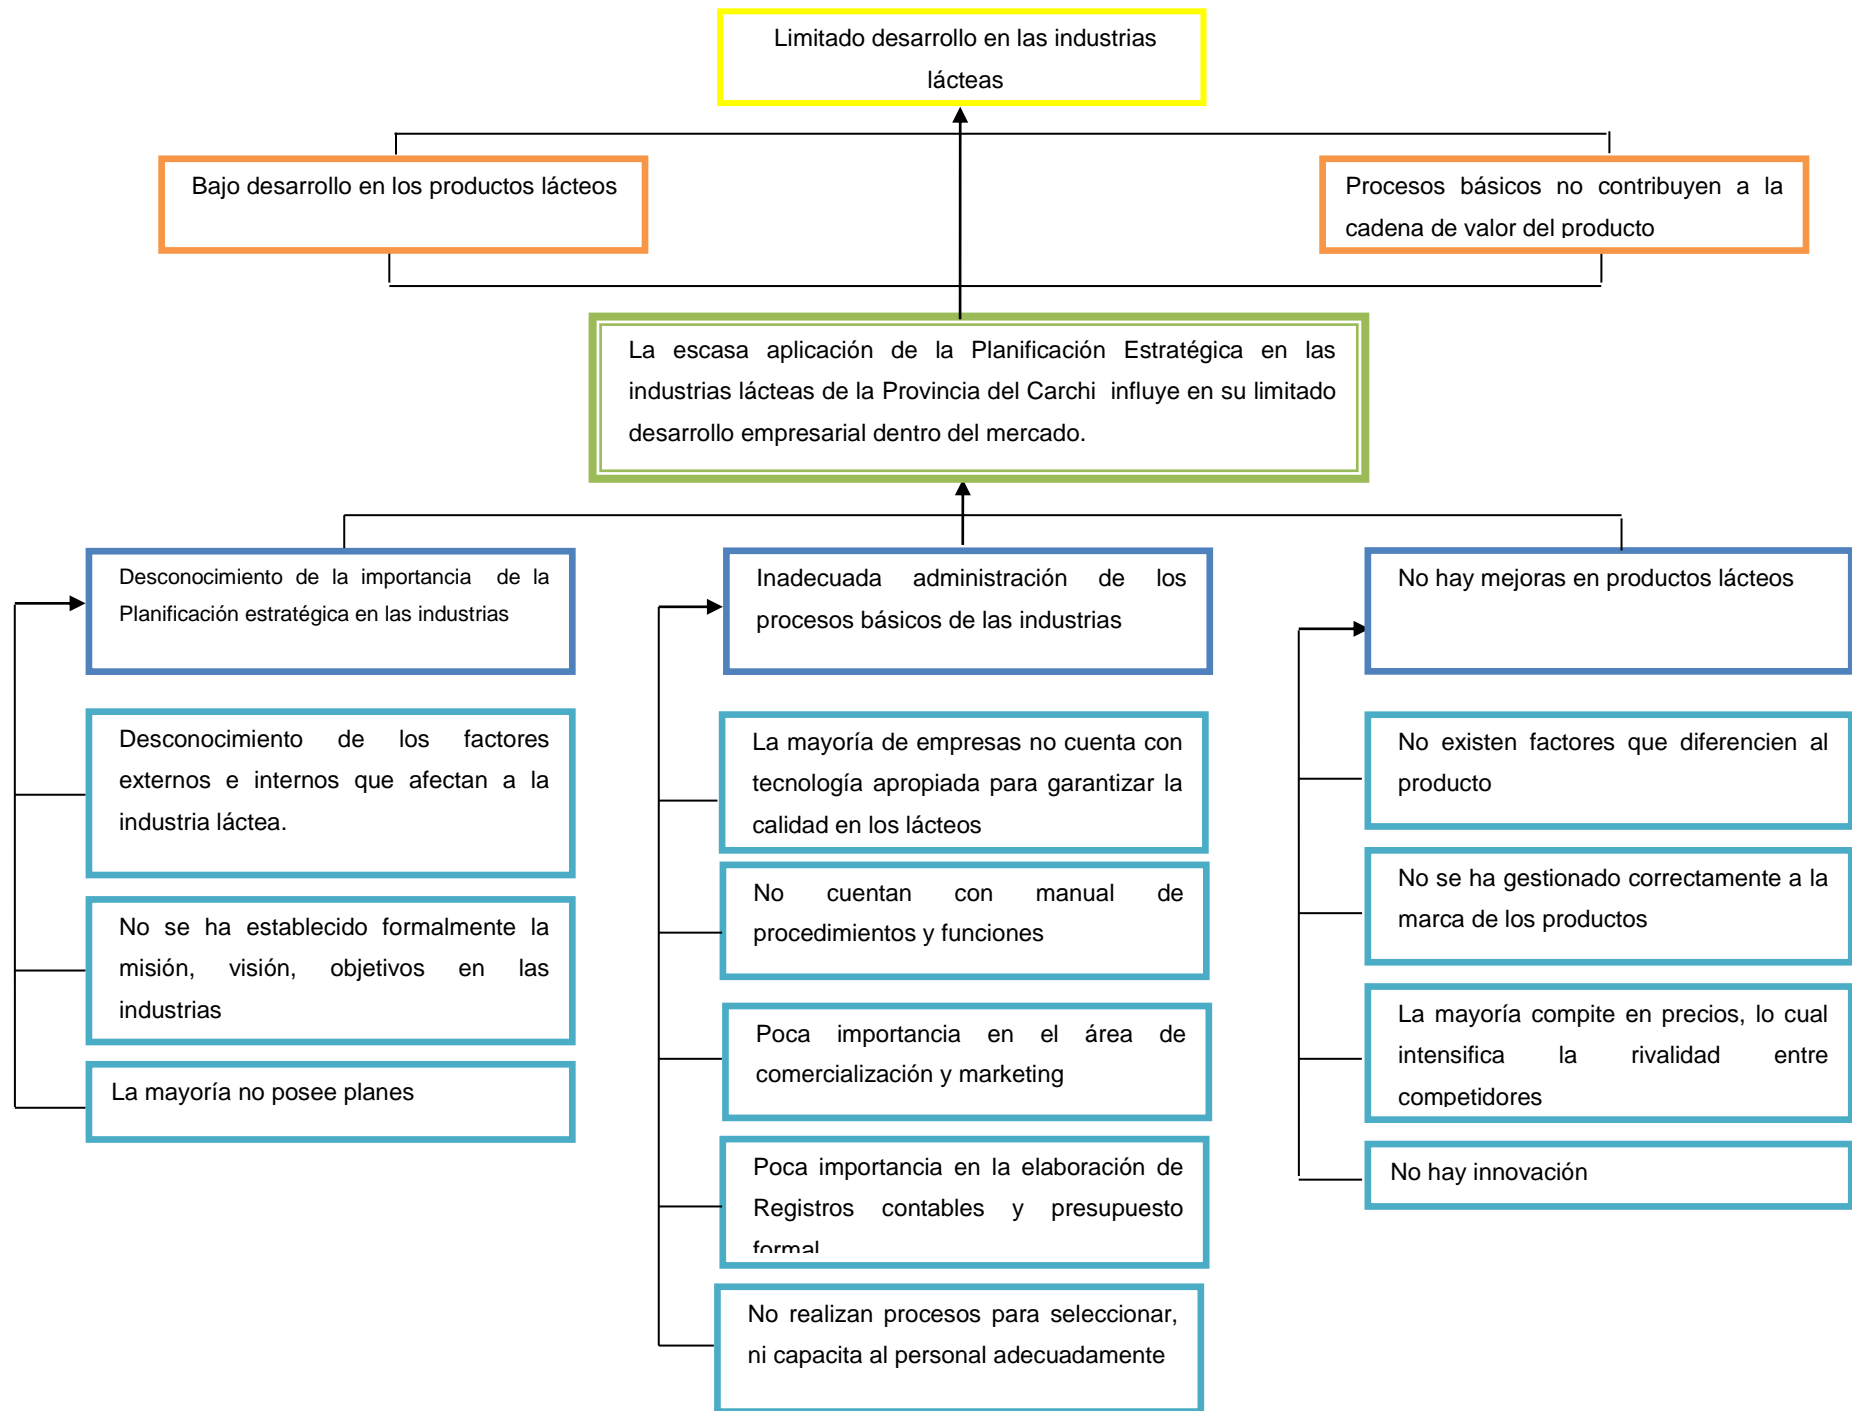 Limitado desarrollo en las industrias
lácteas
Bajo desarrollo en los productos lácteos
Procesos básicos no contribuyen a la
cadena de valor del producto
La escasa aplicación de la Planificación Estratégica en las
industrias lácteas de la Provincia del Carchi influye en su limitado
desarrollo empresarial dentro del mercado.
Desconocimiento de la importancia de la
Planificación estratégica en las industrias
Desconocimiento de los factores
externos e internos que afectan a la
industria láctea.
No se ha establecido formalmente la
misión, visión, objetivos en las
industrias
La mayoría no posee planes
Inadecuada administración de los
procesos básicos de las industrias
La mayoría de empresas no cuenta con
tecnología apropiada para garantizar la
calidad en los lácteos
No cuentan con manual de
procedimientos y funciones
Poca importancia en el área de
comercialización y marketing
Poca importancia en la elaboración de
Registros contables y presupuesto
formal
No realizan procesos para seleccionar,
ni capacita al personal adecuadamente
No hay mejoras en productos lácteos
No existen factores que diferencien al
producto
No se ha gestionado correctamente a la
marca de los productos
La mayoría compite en precios, lo cual
intensifica la rivalidad entre
competidores
No hay innovación